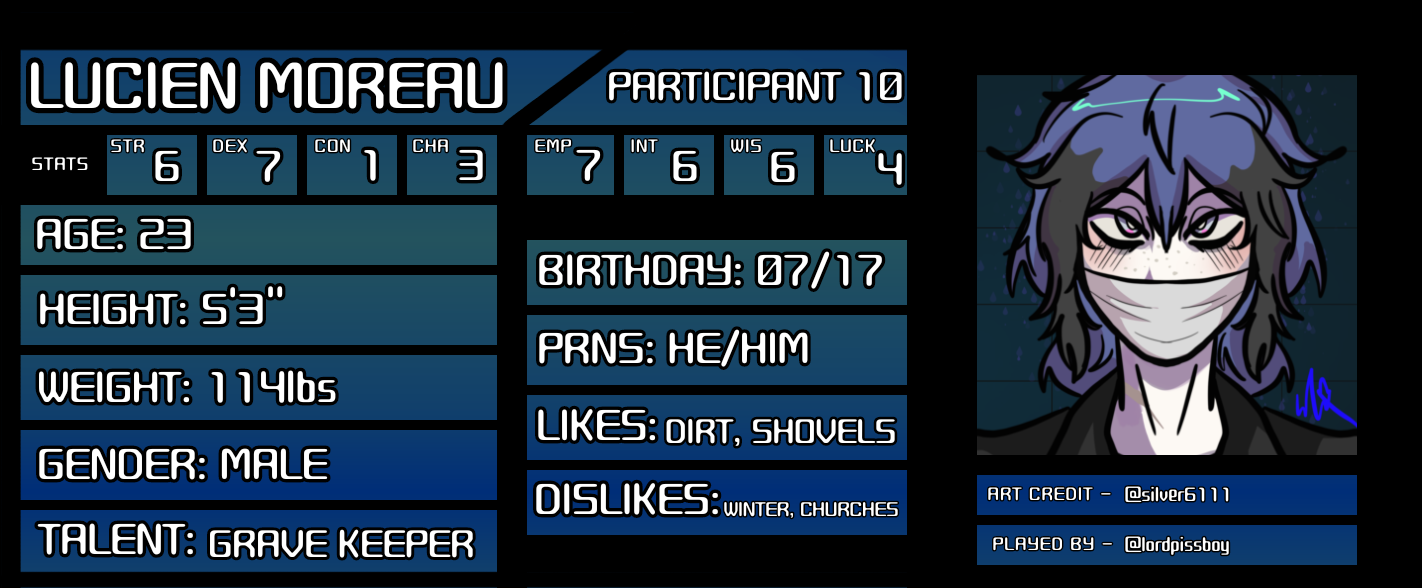 LUCIEN MOREAU
PARTICIPANT 10
STATS
STR 6
DEX 7
CON 1
CHA 3
EMP 7
INT 6
WIS 6
LUCK 4
AGE: 23
HEIGHT: 5'3"
WEIGHT: 114lbs
GENDER: MALE
TALENT: GRAVE KEEPER
BIRTHDAY: 07/17
PRNS: HE/HIM
LIKES: DIRT, SHOVELS
DISLIKES: WINTER, CHURCHES
ART CREDIT - @silver6111
PLAYED BY - @lordpissboy